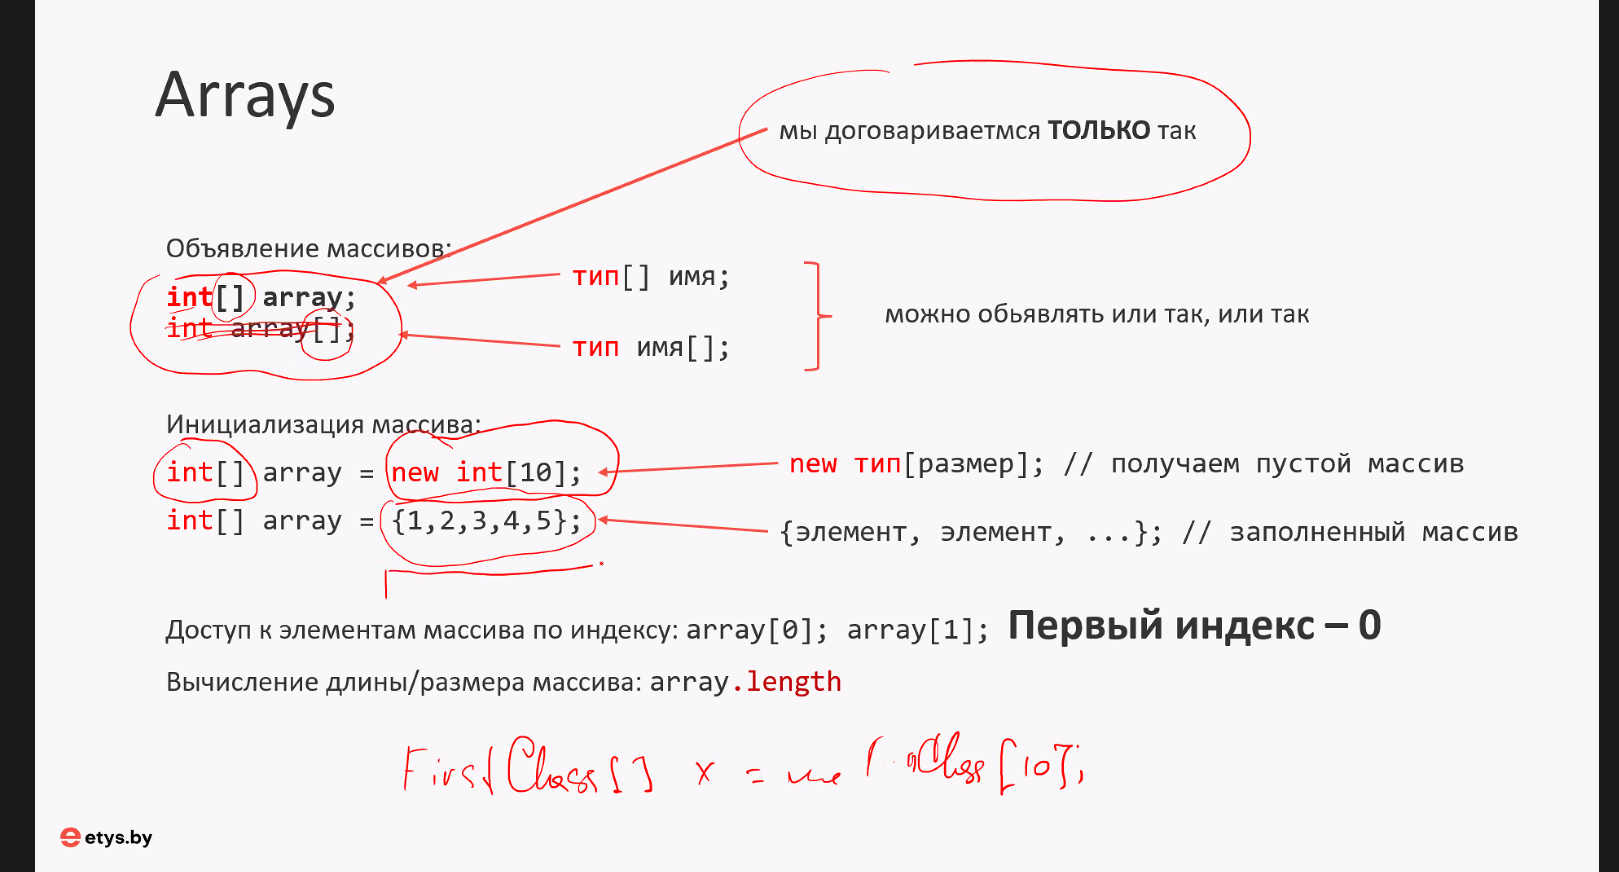 Arrays
мы договариваетмся ТОЛЬКО так
Объявление массивов:
int[] array;
тип[] имя;
int array[];
тип имя[];
можно обьявлять или так, или так
Инициализация массива:
int[] array = new int[10];
new тип[размер]; // получаем пустой массив
int[] array = {1,2,3,4,5};
{элемент, элемент, ...}; // заполненный массив
Доступ к элементам массива по индексу: array[0]; array[1]; Первый индекс – 0
Вычисление длины/размера массива: array.length
FirstClass[] x = [10];
etys.by